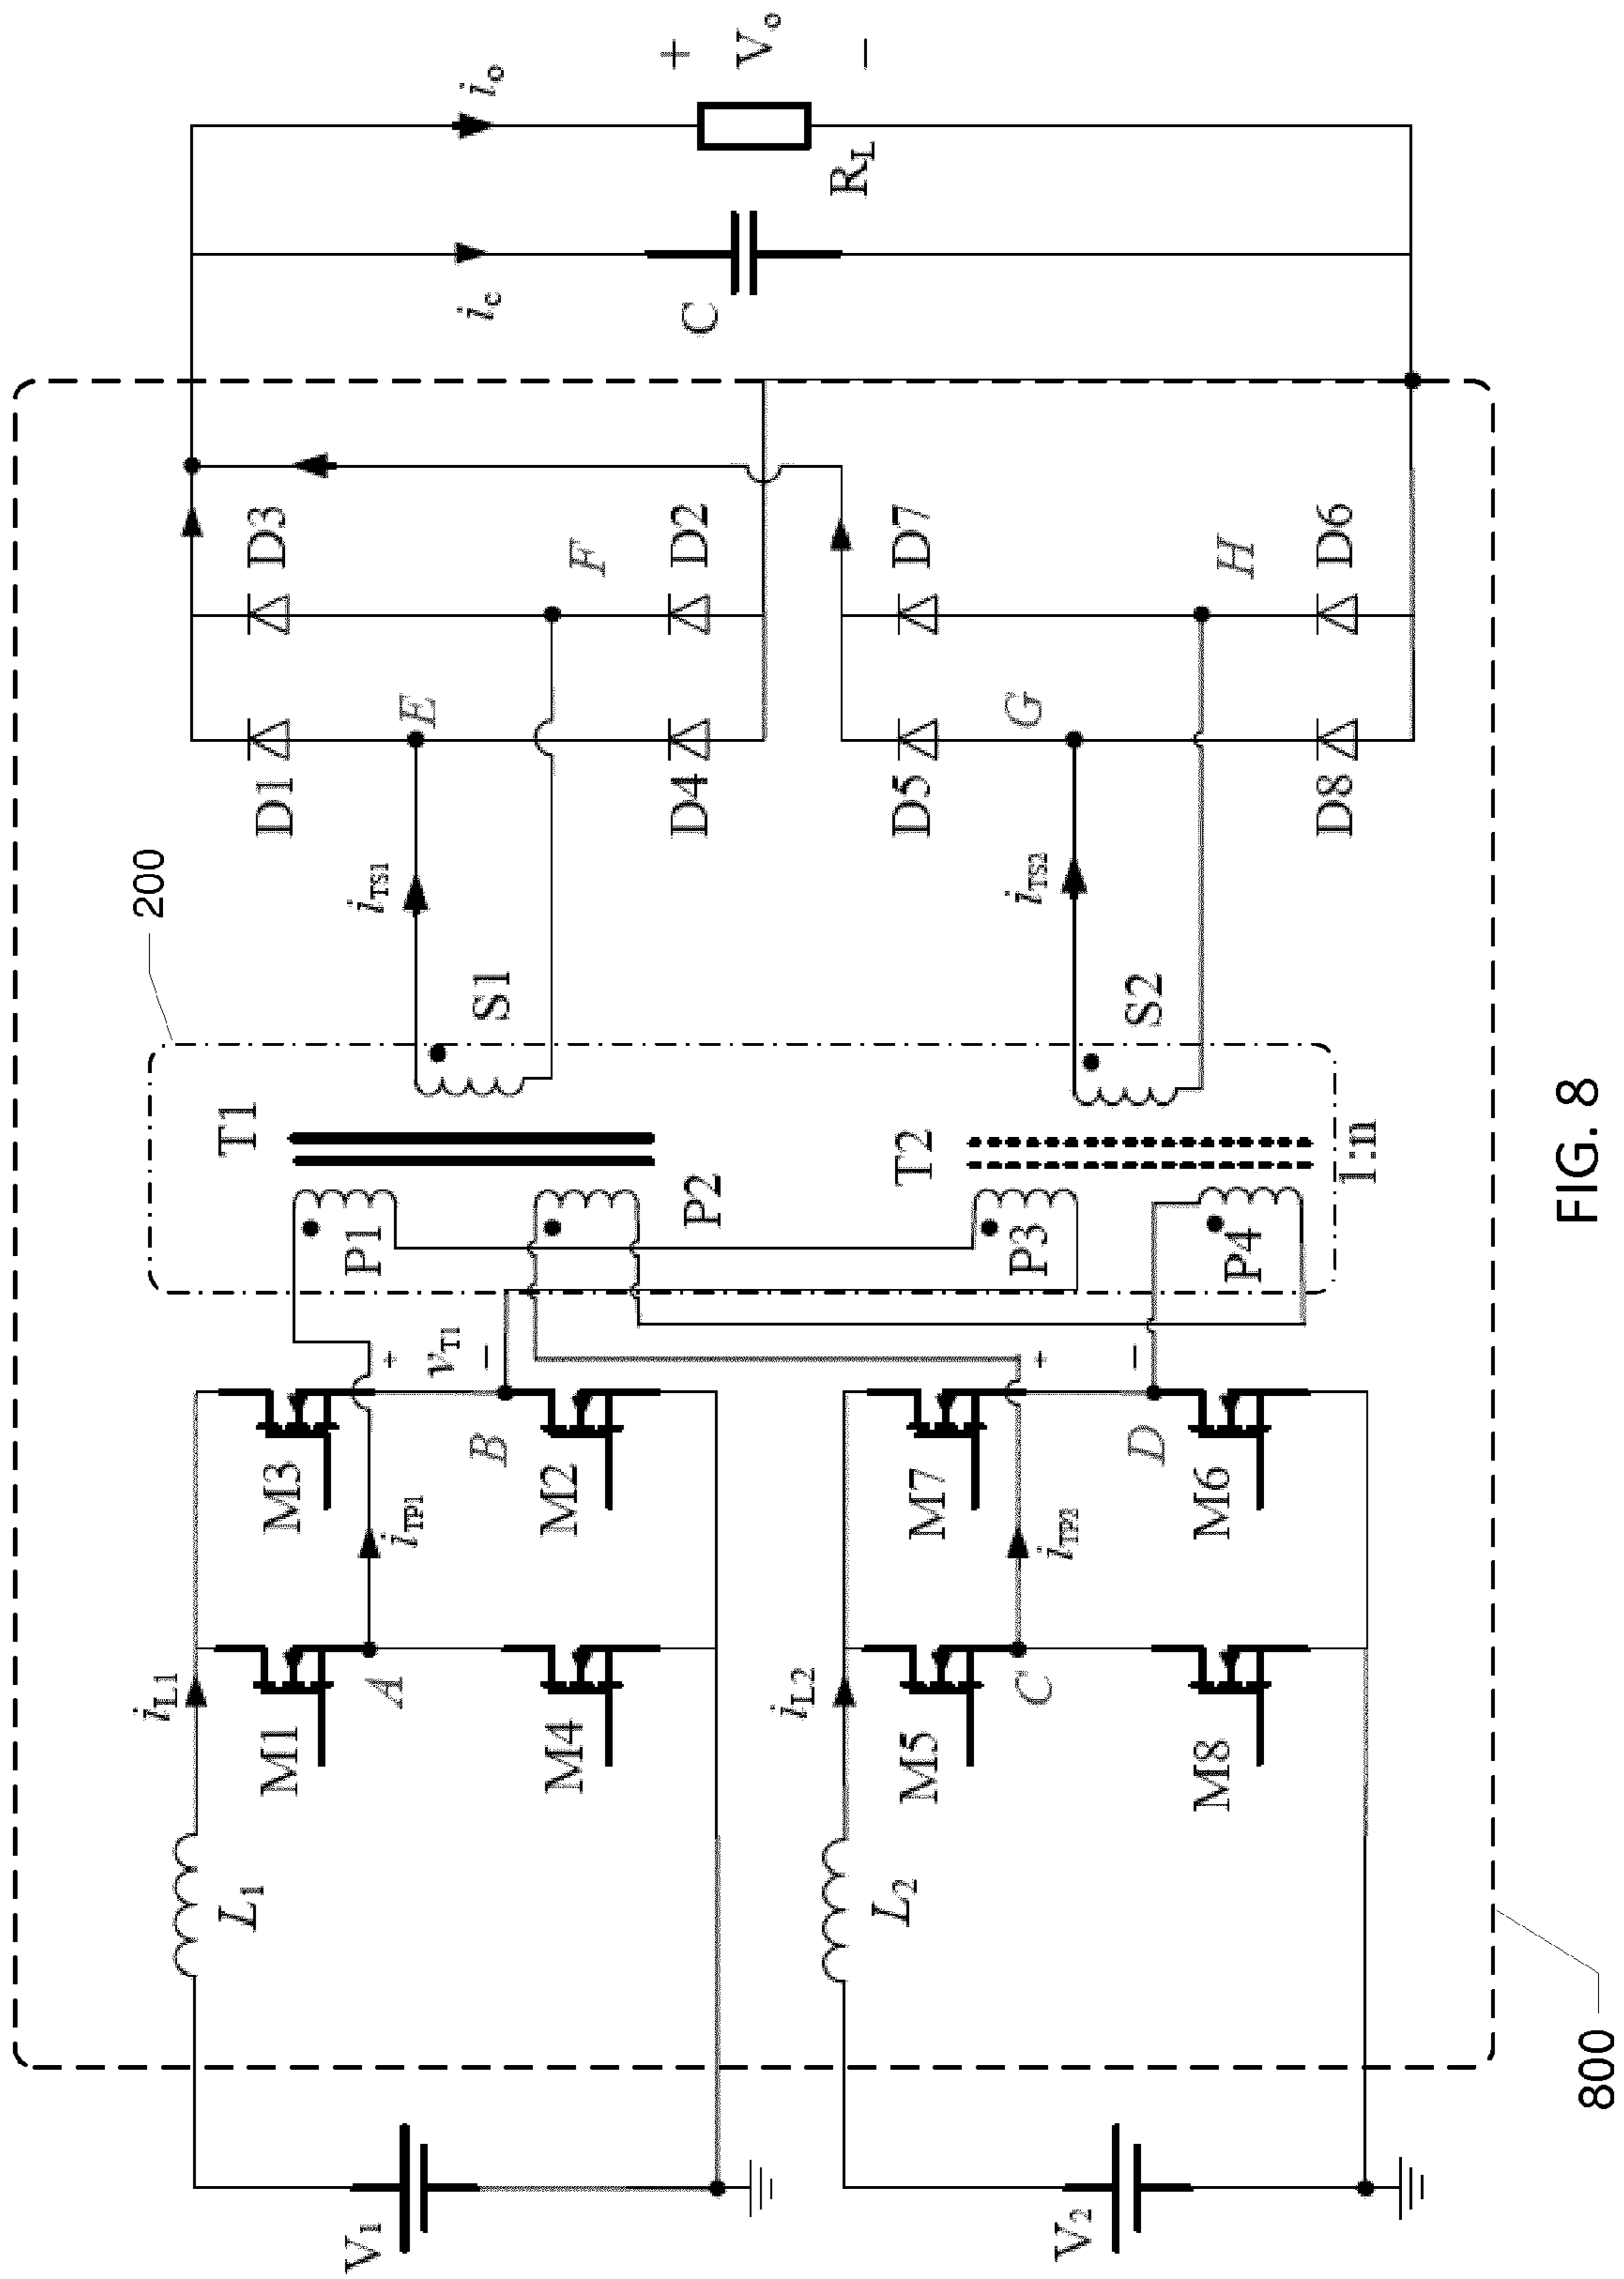 200
800
V1
L1
iL1
M1
M3
A
B
iTP1
M4
M2
+
vT1
−
V2
L2
iL2
M5
M7
C
D
iTP2
M8
M6
+
−
T1
P1
P2
S1
T2
P3
P4
S2
1:n
iTS1
D1
D3
E
F
D4
D2
iTS2
D5
D7
G
H
D8
D6
ic
C
io
RL
+
Vo
−
FIG. 8